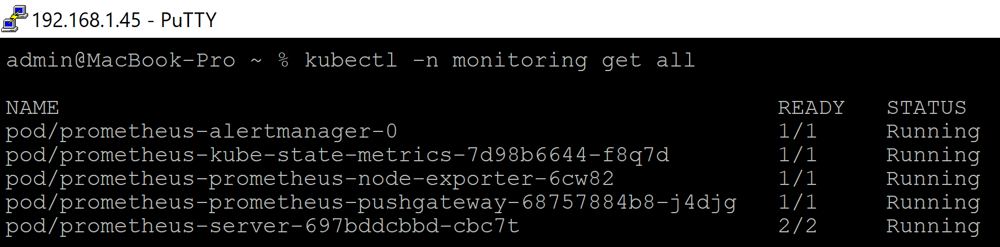 192.168.1.45 - PuTTY
admin@MacBook-Pro ~ % kubectl -n monitoring get all
NAME READY STATUS
pod/prometheus-alertmanager-0 1/1 Running
pod/prometheus-kube-state-metrics-7d98b6644-f8q7d 1/1 Running
pod/prometheus-prometheus-node-exporter-6cw82 1/1 Running
pod/prometheus-prometheus-pushgateway-68757884b8-j4djg 1/1 Running
pod/prometheus-server-697bddcbbd-cbc7t 2/2 Running